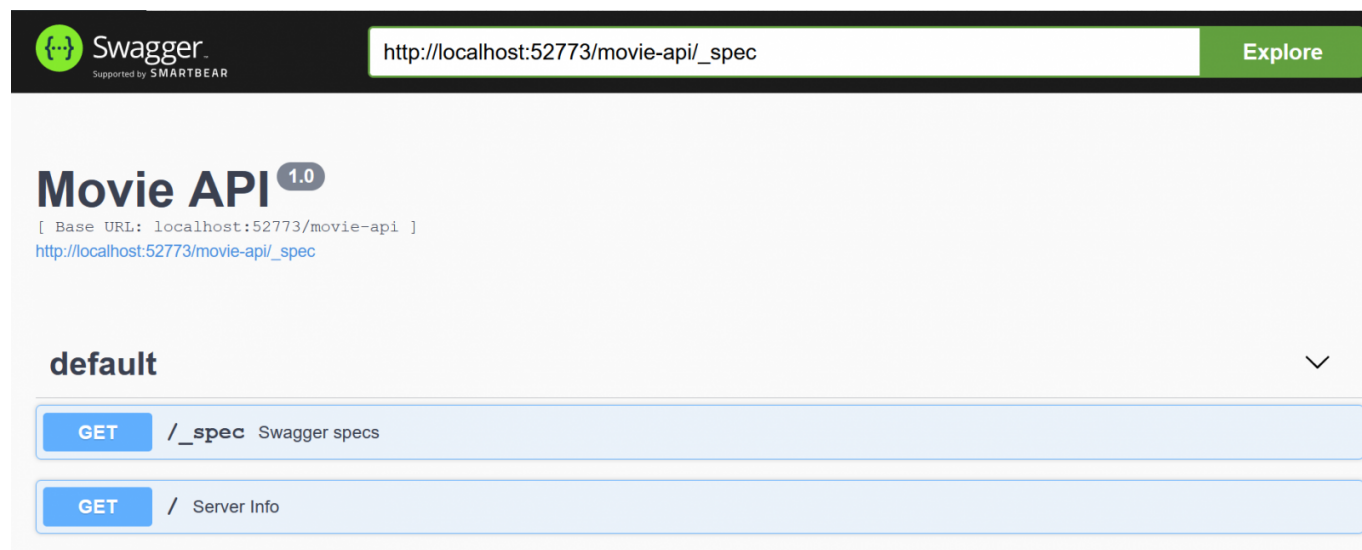 {··} Swagger.
Supported by SMARTBEAR
http://localhost:52773/movie-api/_spec
Explore
Movie API 1.0
[ Base URL: localhost:52773/movie-api ]
http://localhost:52773/movie-api/_spec
default
GET /_spec Swagger specs
GET / Server Info